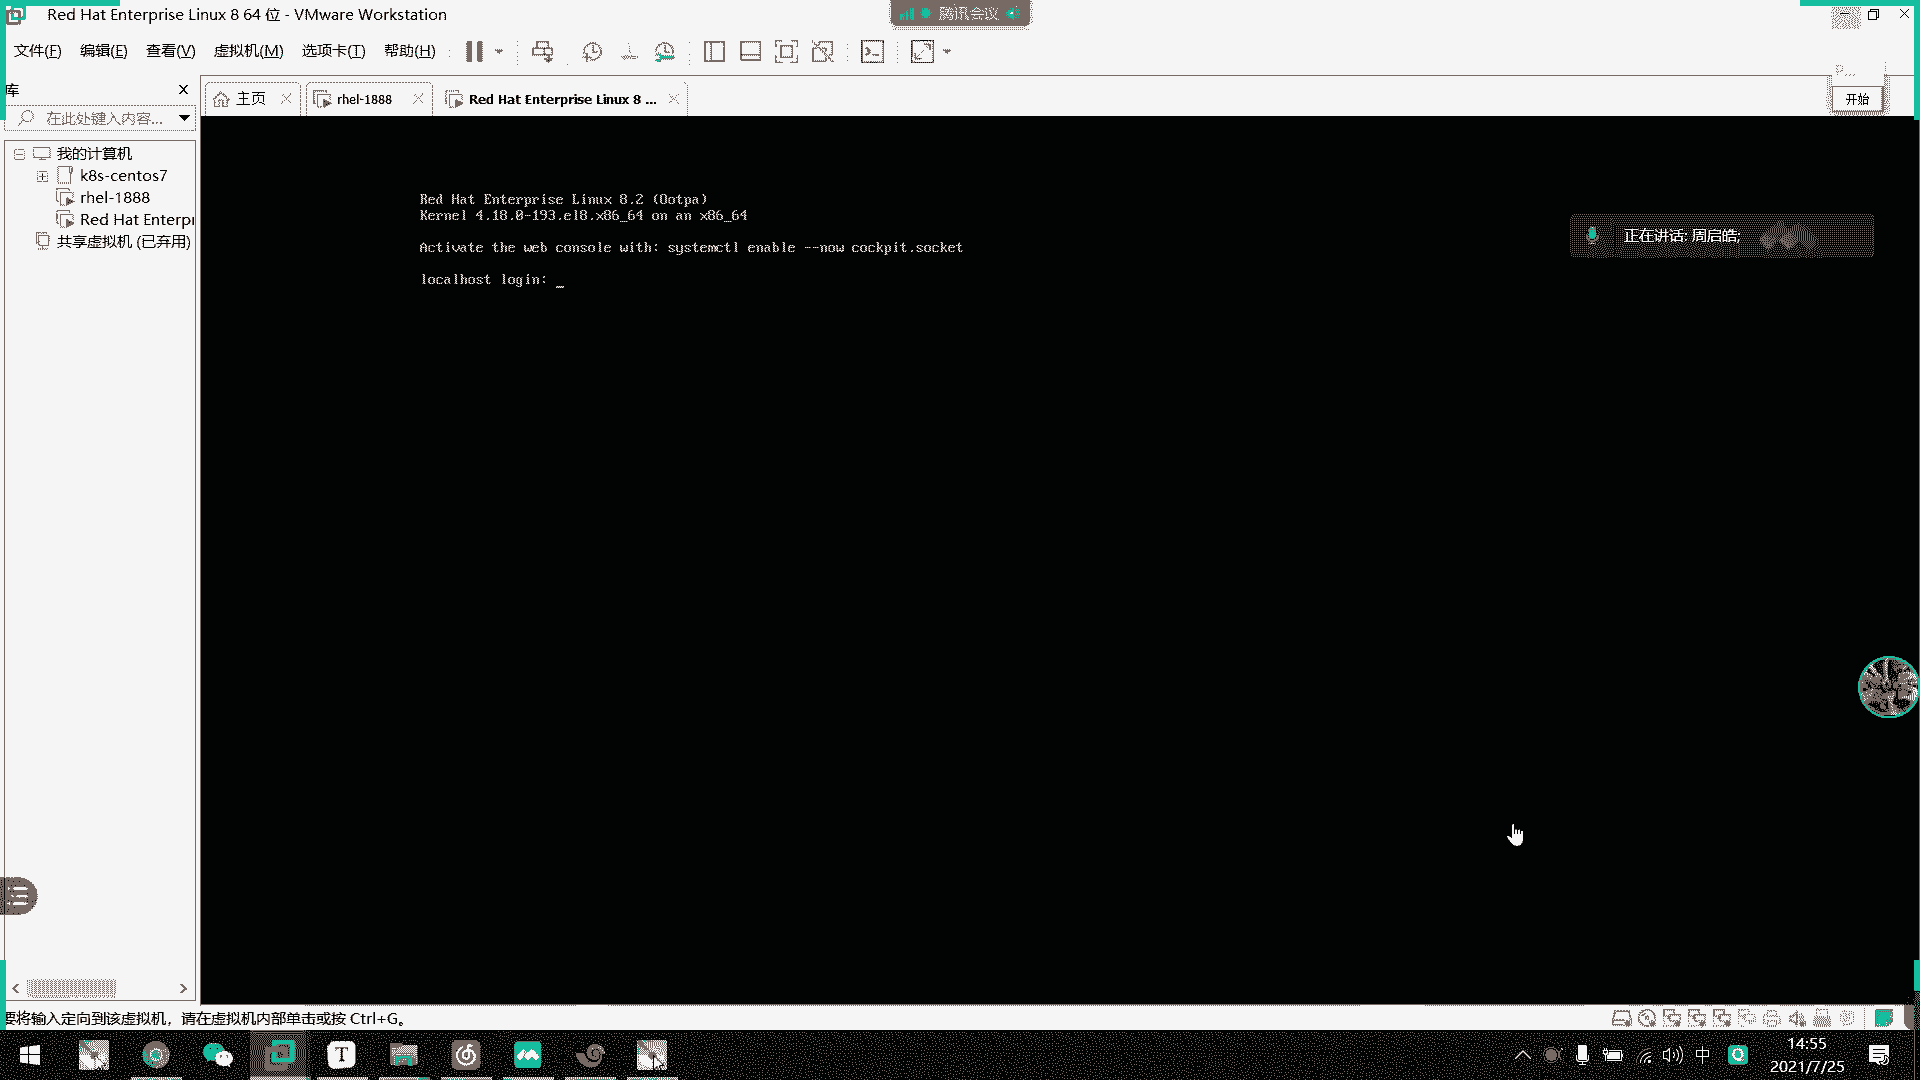 Red Hat Enterprise Linux 8 64 位 - VMware Workstation
腾讯会议
文件(F) 编辑(E) 查看(V) 虚拟机(M) 选项卡(T) 帮助(H)
库
主页
rhel-1888
Red Hat Enterprise Linux 8 ...
开始
在此处键入内容...
我的计算机
k8s-centos7
rhel-1888
Red Hat Enterpr
共享虚拟机 (已弃用)
Red Hat Enterprise Linux 8.2 (Ootpa)
Kernel 4.18.0-193.el8.x86_64 on an x86_64
Activate the web console with: systemctl enable --now cockpit.socket
localhost login: _
正在讲话: 周启皓;
要将输入定向到该虚拟机，请在虚拟机内部单击或按 Ctrl+G。
中
14:55
2021/7/25